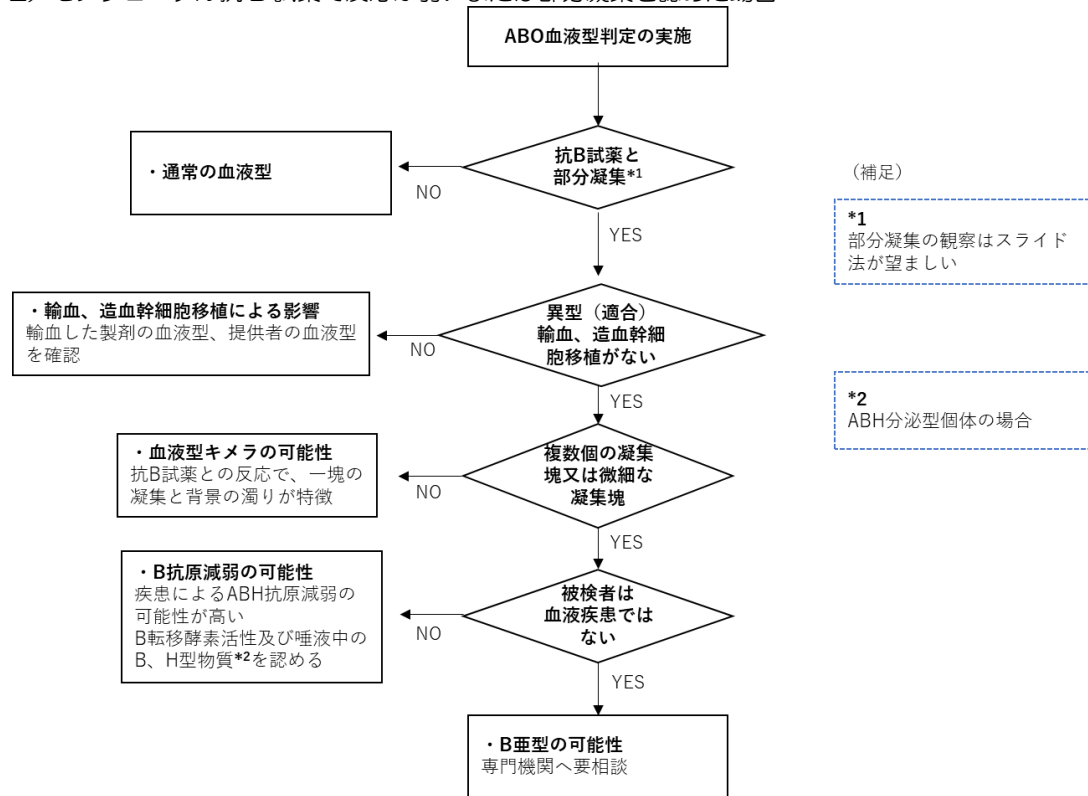 ABO血液型判定の実施
抗B試薬と
部分凝集*1
NO
・通常の血液型
YES
（補足）
*1
部分凝集の観察はスライド
法が望ましい
異型（適合）
輸血、造血幹細
胞移植がない
NO
・輸血、造血幹細胞移植による影響
輸血した製剤の血液型、提供者の血液型
を確認
YES
*2
ABH分泌型個体の場合
複数個の凝集
塊又は微細な
凝集塊
NO
・血液型キメラの可能性
抗B試薬との反応で、一塊の
凝集と背景の濁りが特徴
YES
被検者は
血液疾患では
ない
NO
・B抗原減弱の可能性
疾患によるABH抗原減弱の
可能性が高い
B転移酵素活性及び唾液中の
B、H型物質*2を認める
YES
・B亜型の可能性
専門機関へ要相談